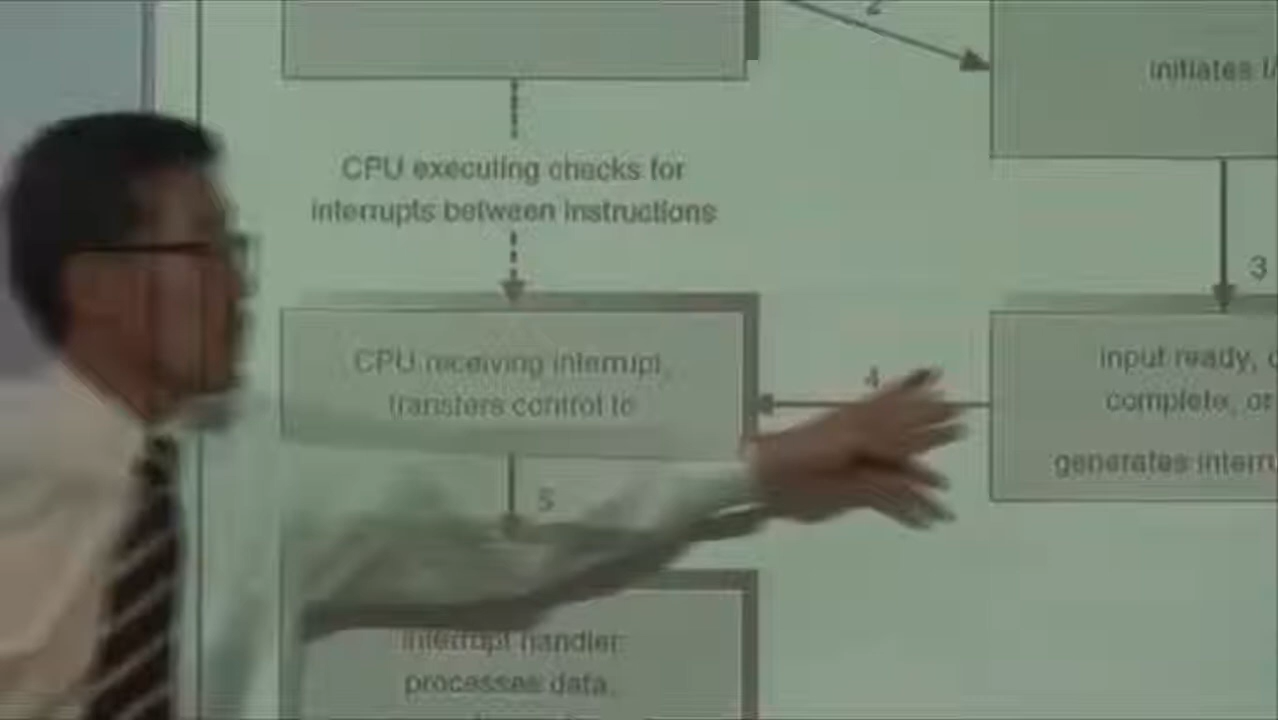 2
initiates I/
CPU executing checks for
interrupts between instructions
3
CPU receiving interrupt,
transfers control to
4
input ready, o
complete, or
generates interru
5
interrupt handler
processes data,